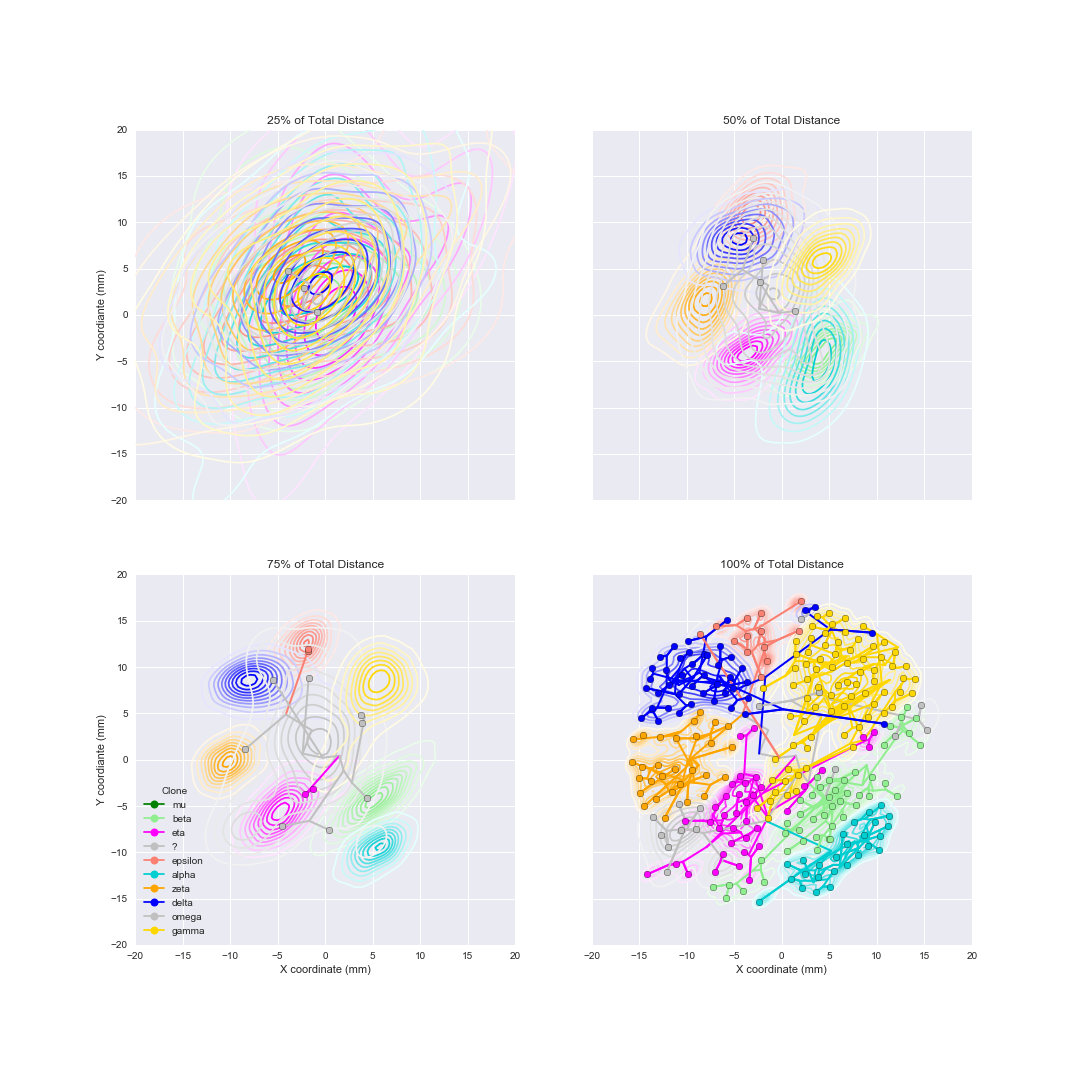 25% of Total Distance
50% of Total Distance
20
15
10
5
0
−5
−10
−15
−20
Y coordiante (mm)
75% of Total Distance
100% of Total Distance
20
15
10
5
0
−5
−10
−15
−20
Y coordinate (mm)
Clone
mu
beta
eta
?
epsilon
alpha
zeta
delta
omega
gamma
−20 −15 −10 −5 0 5 10 15 20
−20 −15 −10 −5 0 5 10 15 20
X coordinate (mm)
X coordinate (mm)